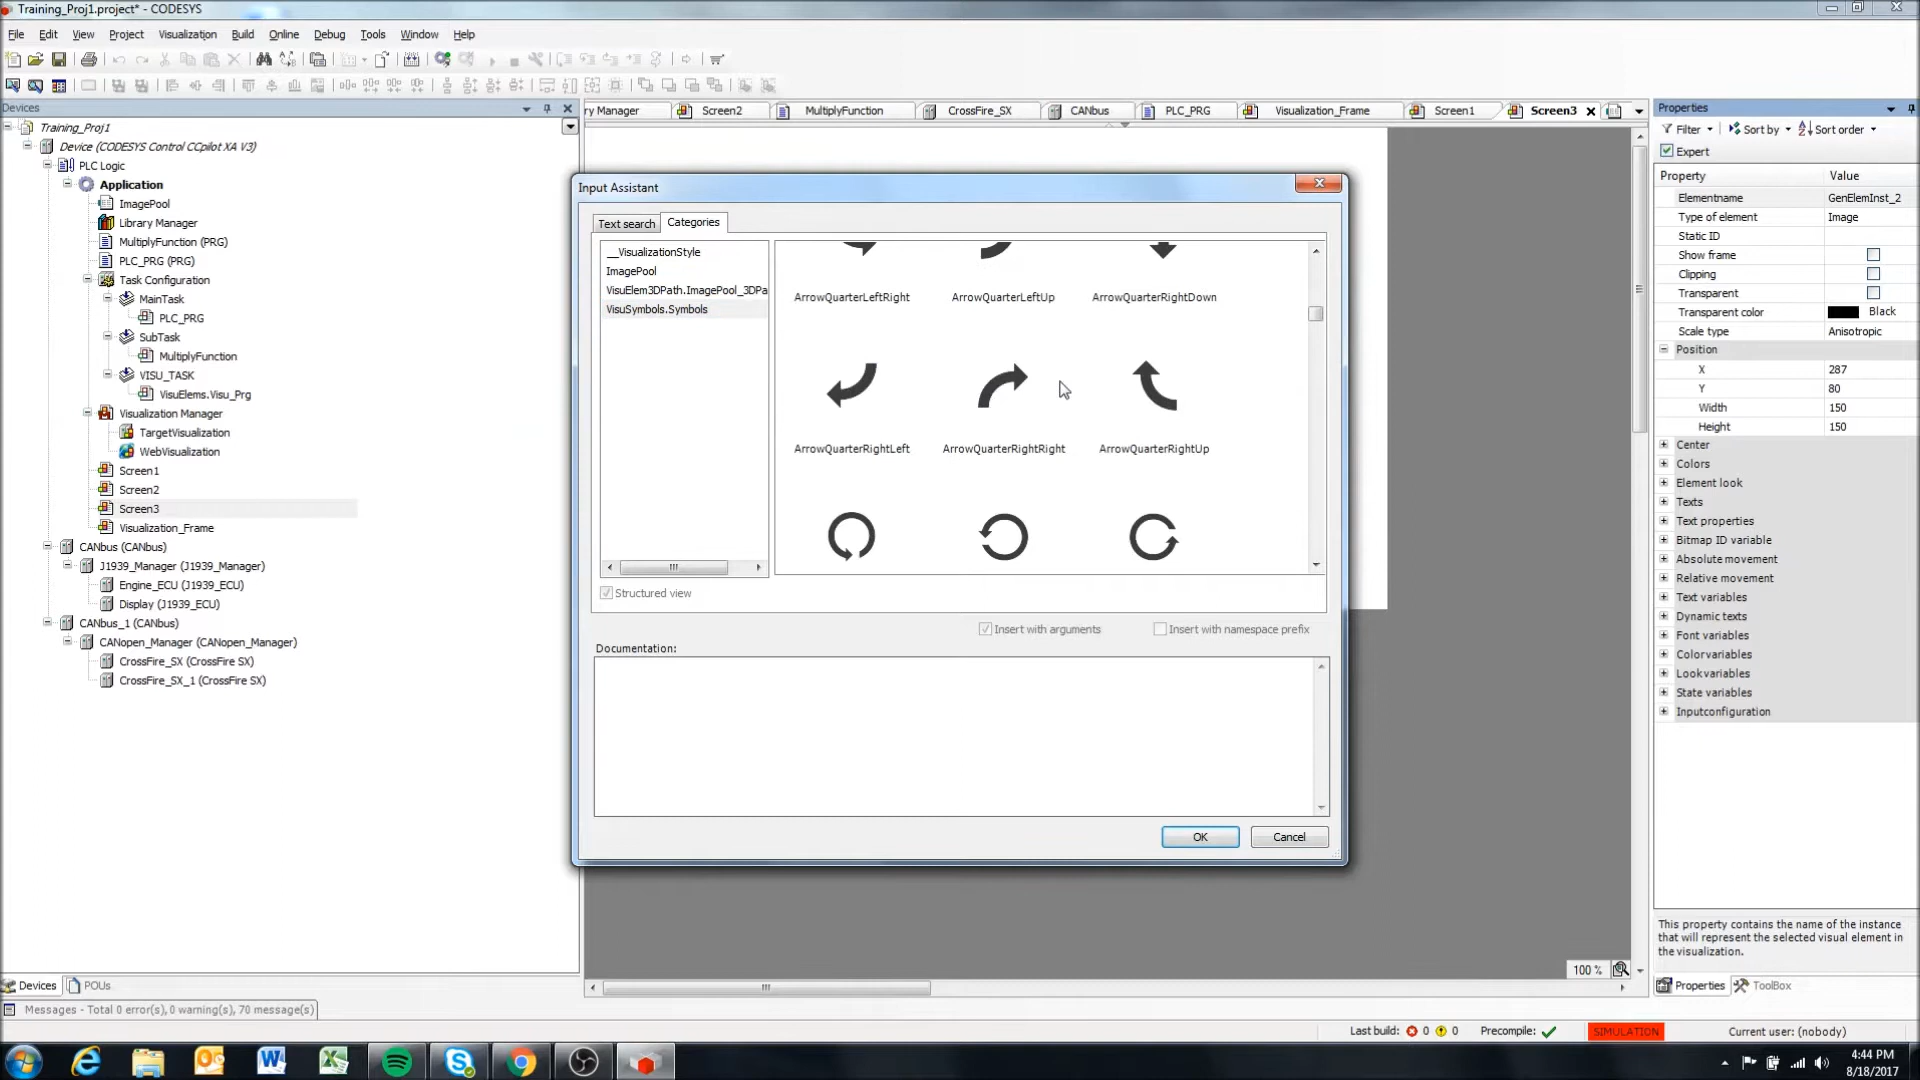 Training_Proj1.project* - CODESYS
File Edit View Project Visualization Build Online Debug Tools Window Help
Devices
Training_Proj1
Device (CODESYS Control CCpilot XA V3)
PLC Logic
Application
ImagePool
Library Manager
MultiplyFunction (PRG)
PLC_PRG (PRG)
Task Configuration
MainTask
PLC_PRG
SubTask
MultiplyFunction
VISU_TASK
VisuElems.Visu_Prg
Visualization Manager
TargetVisualization
WebVisualization
Screen1
Screen2
Screen3
Visualization_Frame
CANbus (CANbus)
J1939_Manager (J1939_Manager)
Engine_ECU (J1939_ECU)
Display (J1939_ECU)
CANbus_1 (CANbus)
CANopen_Manager (CANopen_Manager)
CrossFire_SX (CrossFire SX)
CrossFire_SX_1 (CrossFire SX)
Devices POUs
ry Manager Screen2 MultiplyFunction CrossFire_SX CANbus PLC_PRG Visualization_Frame Screen1 Screen3
Input Assistant
Text search Categories
__VisualizationStyle
ImagePool
VisuElem3DPath.ImagePool_3DPa
VisuSymbols.Symbols
ArrowQuarterLeftRight ArrowQuarterLeftUp ArrowQuarterRightDown
ArrowQuarterRightLeft ArrowQuarterRightRight ArrowQuarterRightUp
Structured view
Insert with arguments Insert with namespace prefix
Documentation:
OK Cancel
100 %
Properties
Filter Sort by Sort order
Expert
Property Value
Elementname GenElemInst_2
Type of element Image
Static ID
Show frame
Clipping
Transparent
Transparent color Black
Scale type Anisotropic
Position
X 287
Y 80
Width 150
Height 150
Center
Colors
Element look
Texts
Text properties
Bitmap ID variable
Absolute movement
Relative movement
Text variables
Dynamic texts
Font variables
Colorvariables
Lookvariables
State variables
Inputconfiguration
This property contains the name of the instance
that will represent the selected visual element in
the visualization.
Properties ToolBox
Messages - Total 0 error(s), 0 warning(s), 70 message(s)
Last build: 0 0 Precompile: SIMULATION Current user: (nobody)
4:44 PM
8/18/2017